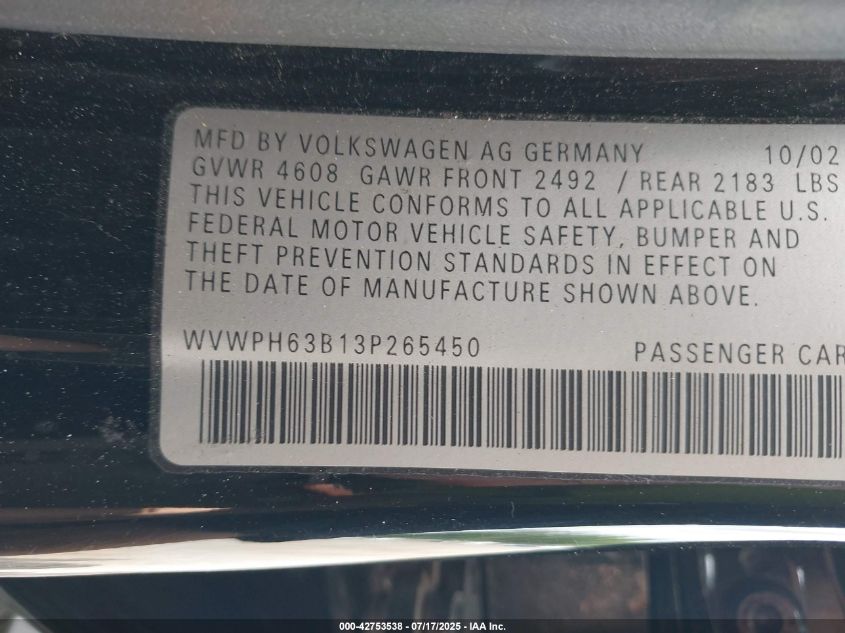 MFD BY VOLKSWAGEN AG GERMANY 10/02
GVWR 4608 GAWR FRONT 2492 / REAR 2183 LBS
THIS VEHICLE CONFORMS TO ALL APPLICABLE U.S.
FEDERAL MOTOR VEHICLE SAFETY, BUMPER AND
THEFT PREVENTION STANDARDS IN EFFECT ON
THE DATE OF MANUFACTURE SHOWN ABOVE.
WVWPH63B13P265450 PASSENGER CAR
000-42753538 - 07/17/2025 - IAA Inc.